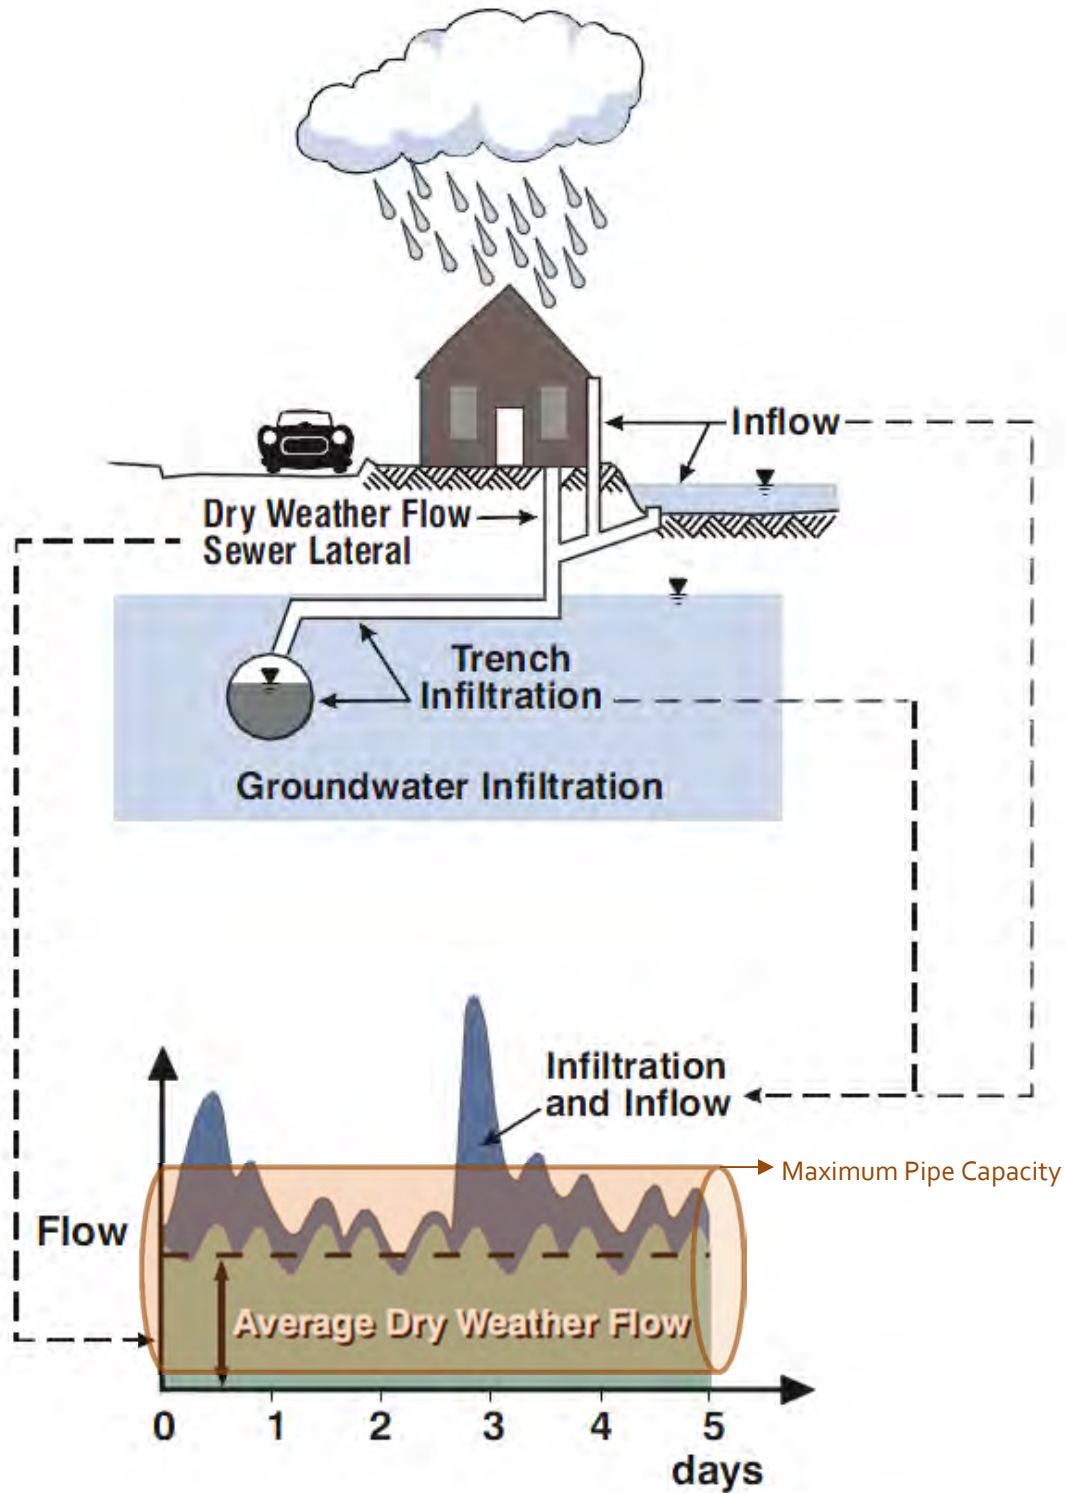 Inflow
Dry Weather Flow
Sewer Lateral
Trench
Infiltration
Groundwater Infiltration
Infiltration
and Inflow
Maximum Pipe Capacity
Flow
Average Dry Weather Flow
0 1 2 3 4 5
days